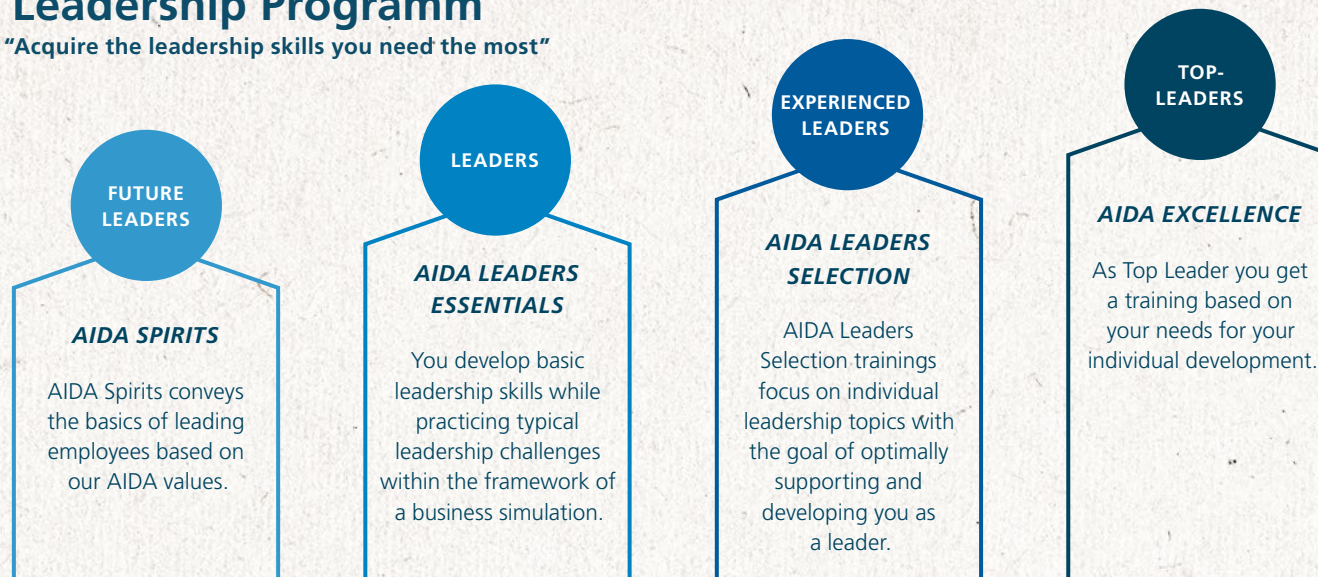 Leadership Programm
“Acquire the leadership skills you need the most”
FUTURE
LEADERS
AIDA SPIRITS
AIDA Spirits conveys
the basics of leading
employees based on
our AIDA values.
LEADERS
AIDA LEADERS
ESSENTIALS
You develop basic
leadership skills while
practicing typical
leadership challenges
within the framework of
a business simulation.
EXPERIENCED
LEADERS
AIDA LEADERS
SELECTION
AIDA Leaders
Selection trainings
focus on individual
leadership topics with
the goal of optimally
supporting and
developing you as
a leader.
TOP-
LEADERS
AIDA EXCELLENCE
As Top Leader you get
a training based on
your needs for your
individual development.